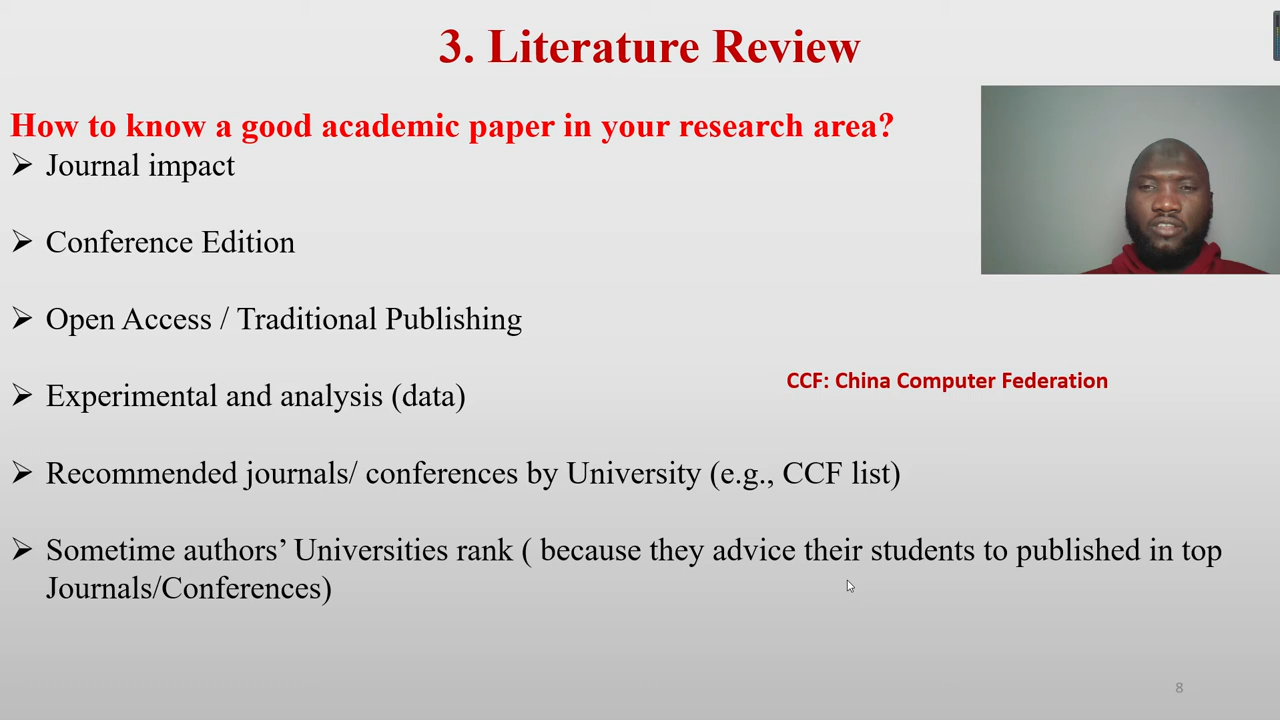 3. Literature Review
How to know a good academic paper in your research area?
Journal impact
Conference Edition
Open Access / Traditional Publishing
CCF: China Computer Federation
Experimental and analysis (data)
Recommended journals/ conferences by University (e.g., CCF list)
Sometime authors’ Universities rank ( because they advice their students to published in top
Journals/Conferences)
8